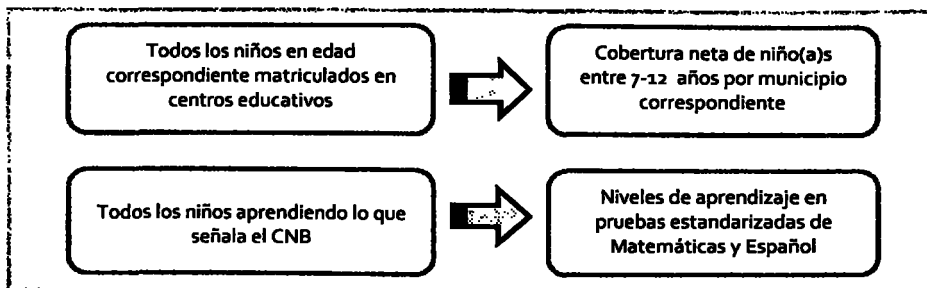 Todos los niños en edad
correspondiente matriculados en
centros educativos
Cobertura neta de niño(a)s
entre 7-12 años por municipio
correspondiente
Todos los niños aprendiendo lo que
señala el CNB
Niveles de aprendizaje en
pruebas estandarizadas de
Matemáticas y Español